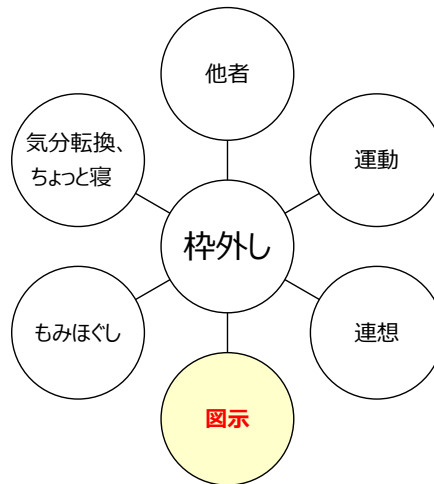 他者
気分転換、
ちょっと寝
運動
枠外し
もみほぐし
連想
図示